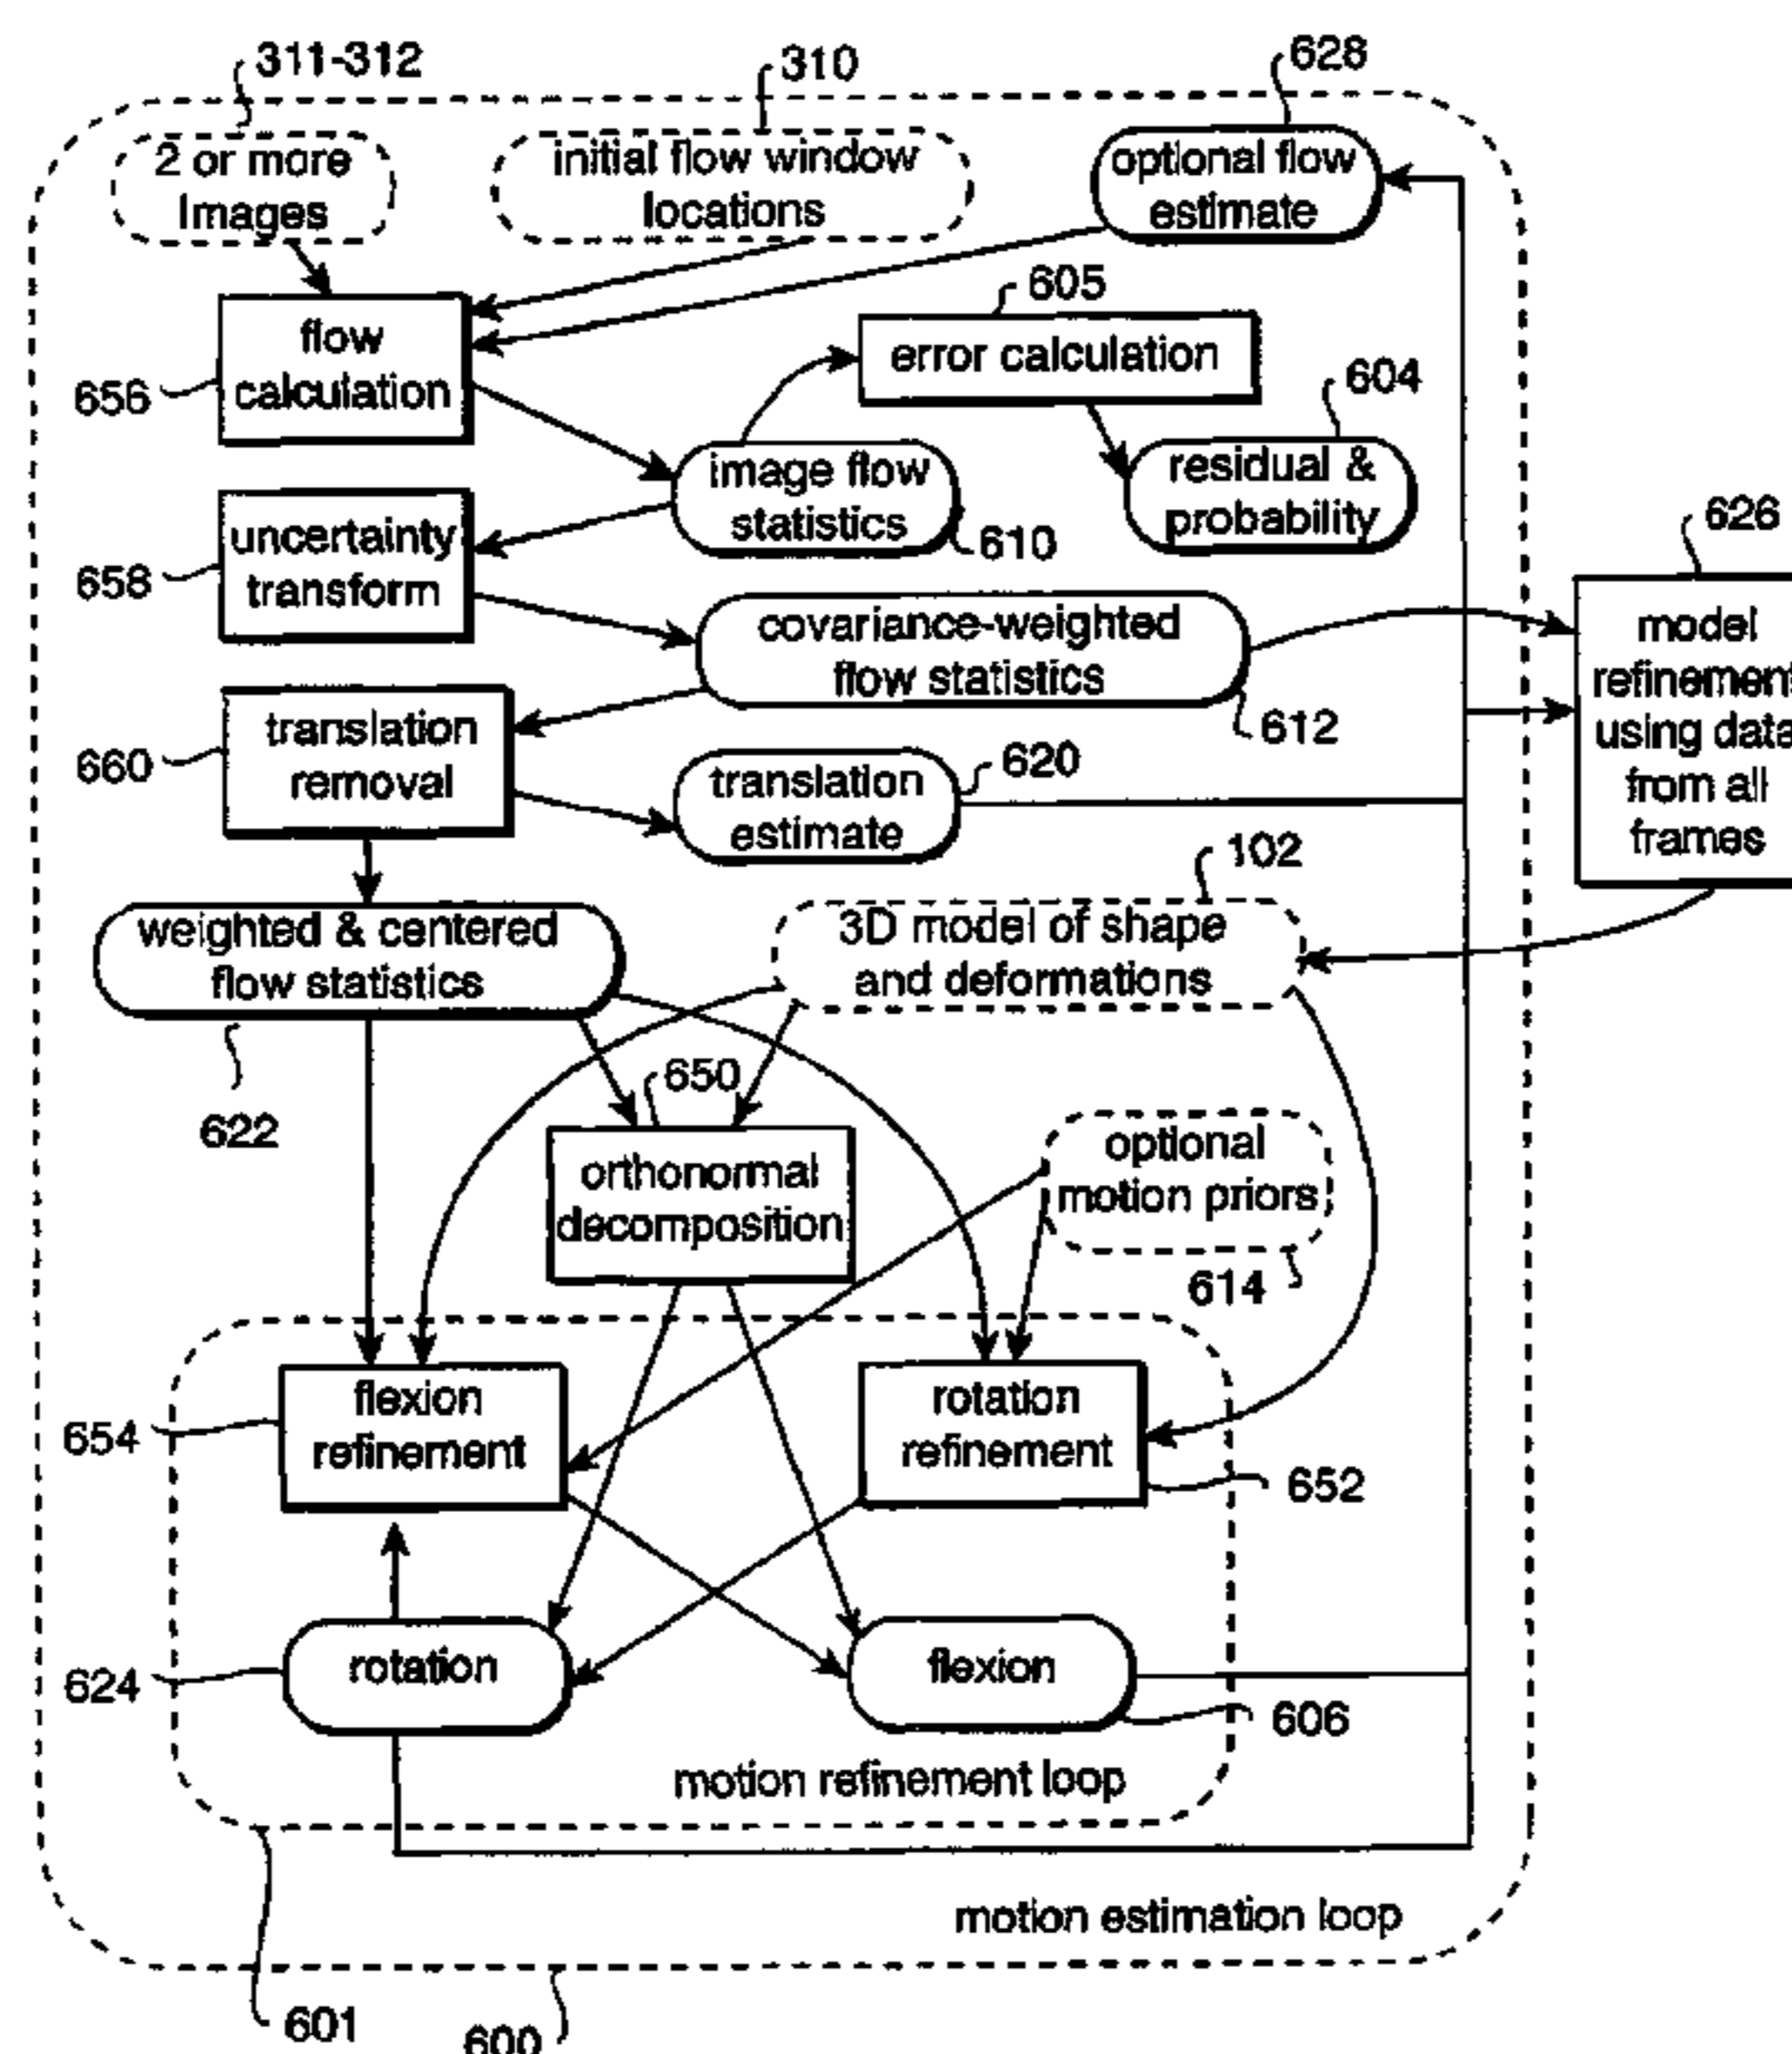 311-312
310
628
2 or more
Images
initial flow window
locations
optional flow
estimate
605
flow
calculation
656
error calculation
604
image flow
statistics
610
residual &
probability
626
uncertainty
transform
658
covariance-weighted
flow statistics
612
model
refinement
using data
from all
frames
translation
removal
660
translation
estimate
620
102
weighted & centered
flow statistics
622
3D model of shape
and deformations
650
orthonormal
decomposition
optional
motion priors
614
flexion
refinement
654
rotation
refinement
652
rotation
624
flexion
606
motion refinement loop
motion estimation loop
601
600